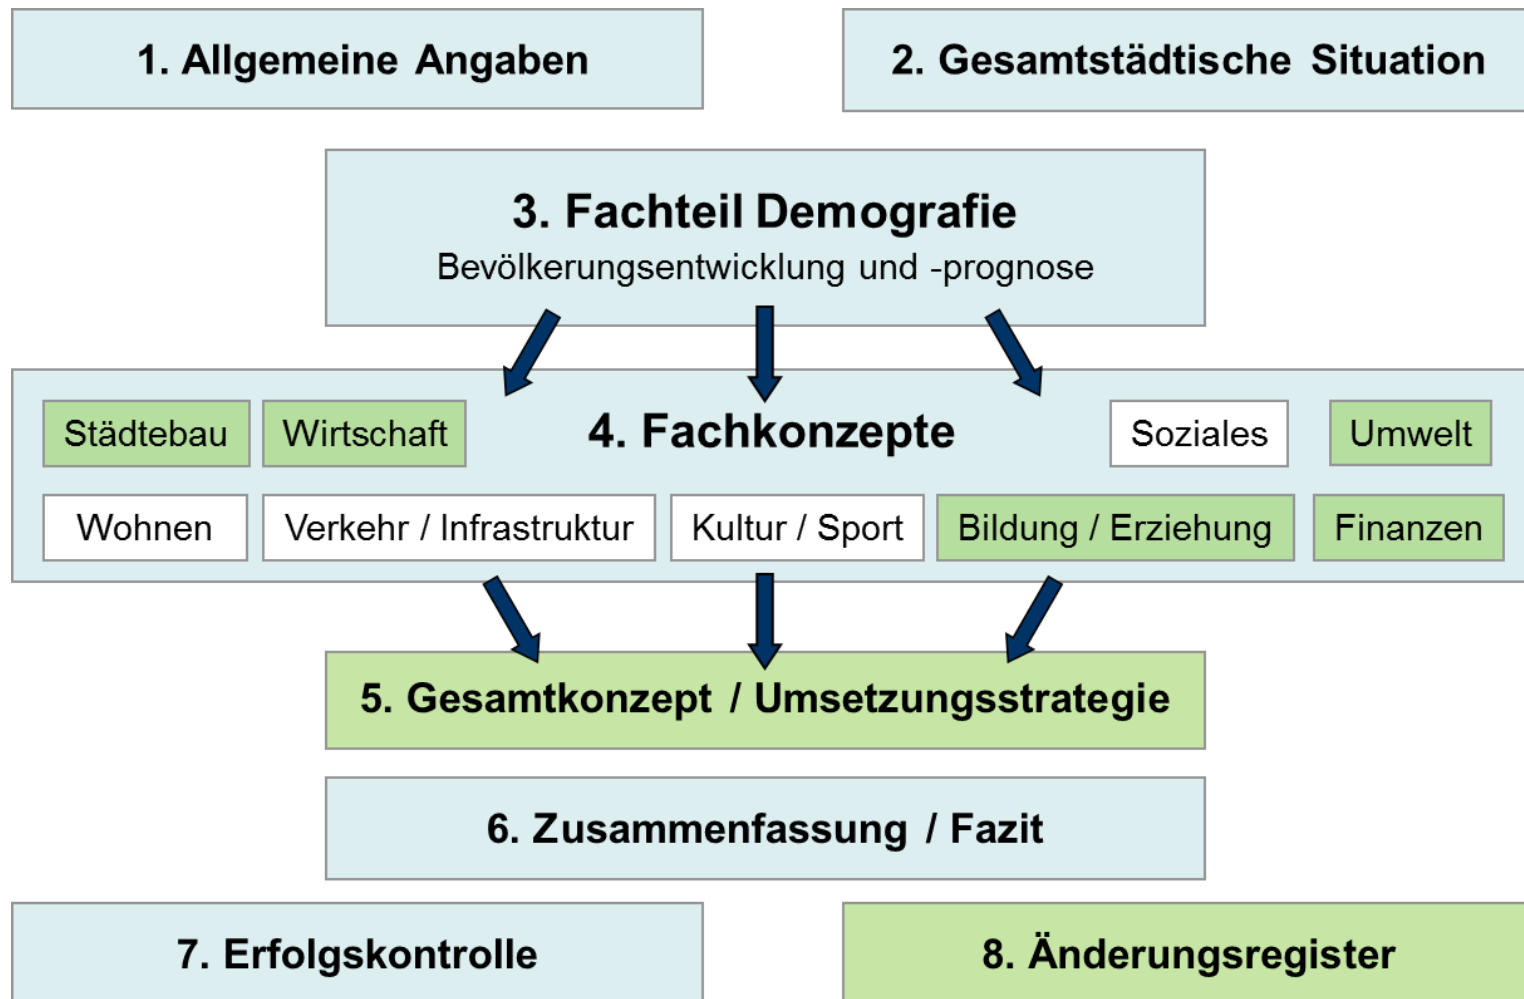 1. Allgemeine Angaben
2. Gesamtstädtische Situation
3. Fachteil Demografie
Bevölkerungsentwicklung und -prognose
4. Fachkonzepte
Städtebau
Wirtschaft
Soziales
Umwelt
Wohnen
Verkehr / Infrastruktur
Kultur / Sport
Bildung / Erziehung
Finanzen
5. Gesamtkonzept / Umsetzungsstrategie
6. Zusammenfassung / Fazit
7. Erfolgskontrolle
8. Änderungsregister